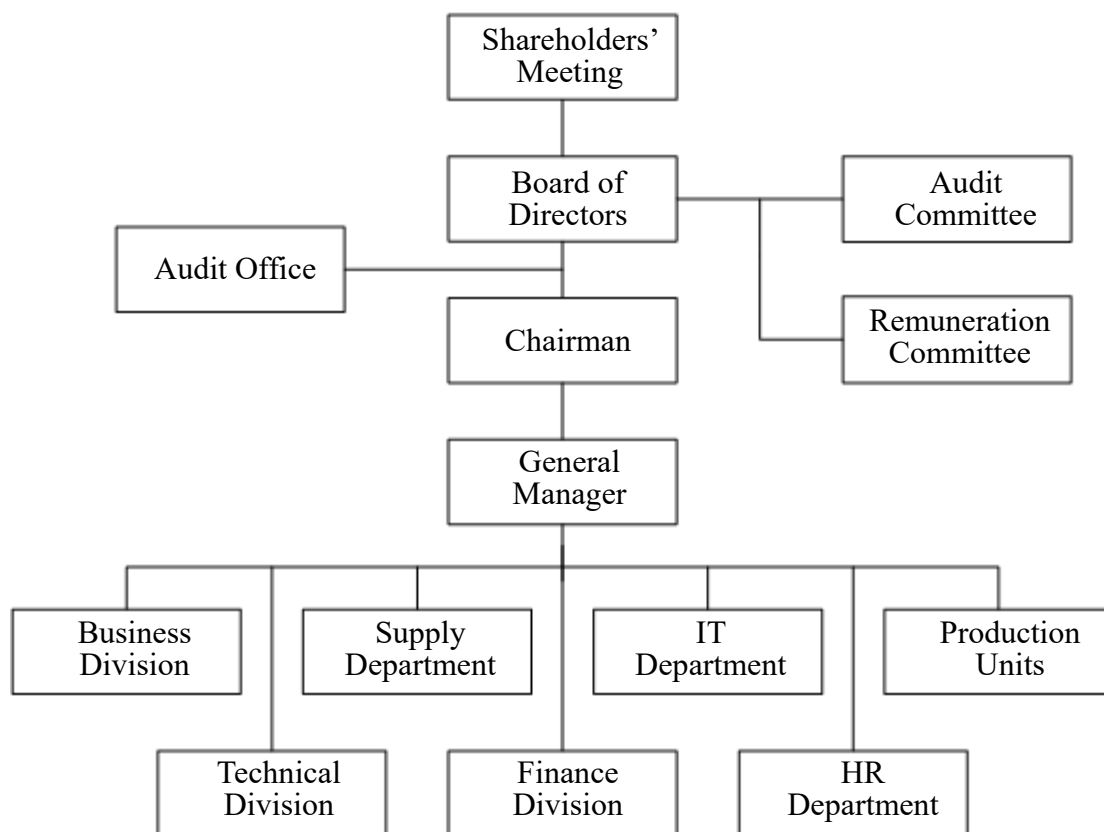 Shareholders’
Meeting
Board of
Directors
Audit
Committee
Audit Office
Chairman
Remuneration
Committee
General
Manager
Business
Division
Supply
Department
IT
Department
Production
Units
Technical
Division
Finance
Division
HR
Department